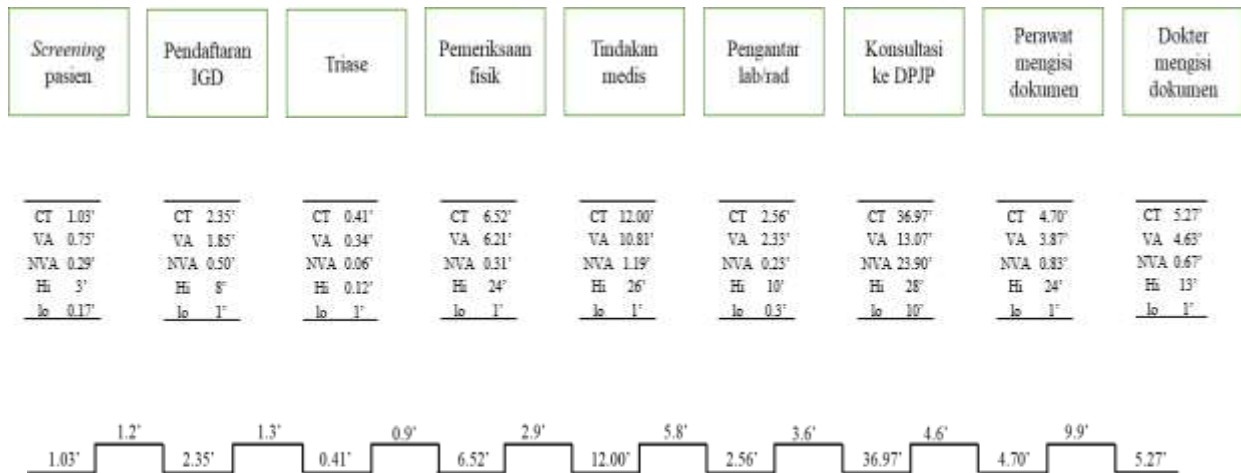 Screening
pasien
Pendaftaran
IGD
Triase
Pemeriksaan
fisik
Tindakan
medis
Pengantar
lab/rad
Konsultasi
ke DPJP
Perawat
mengisi
dokumen
Dokter
mengisi
dokumen
CT 1.03'
VA 0.75'
NVA 0.29'
Hi 3'
lo 0.17'
CT 2.35'
VA 1.85'
NVA 0.50'
Hi 8'
lo 1'
CT 0.41'
VA 0.34'
NVA 0.06'
Hi 0.12'
lo 1'
CT 6.52'
VA 6.21'
NVA 0.31'
Hi 24'
lo 1'
CT 12.00'
VA 10.81'
NVA 1.19'
Hi 26'
lo 1'
CT 2.56'
VA 2.33'
NVA 0.23'
Hi 10'
lo 0.3'
CT 36.97'
VA 13.07'
NVA 23.90'
Hi 28'
lo 10'
CT 4.70'
VA 3.87'
NVA 0.83'
Hi 24'
lo 1'
CT 5.27'
VA 4.63'
NVA 0.67'
Hi 13'
lo 1'
1.2' 1.3' 0.9' 2.9' 5.8' 3.6' 4.6' 9.9'
1.03' 2.35' 0.41' 6.52' 12.00' 2.56' 36.97' 4.70' 5.27'